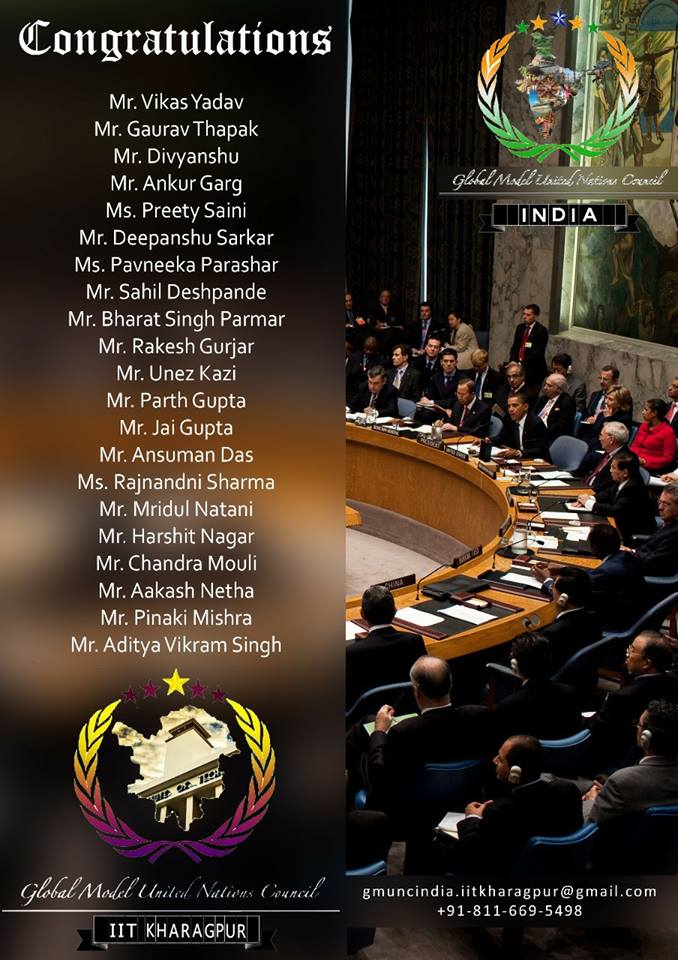 Congratulations
Mr. Vikas Yadav
Mr. Gaurav Thapak
Mr. Divyanshu
Mr. Ankur Garg
Ms. Preety Saini
Mr. Deepanshu Sarkar
Ms. Pavneeka Parashar
Mr. Sahil Deshpande
Mr. Bharat Singh Parmar
Mr. Rakesh Gurjar
Mr. Unez Kazi
Mr. Parth Gupta
Mr. Jai Gupta
Mr. Ansuman Das
Ms. Rajnandni Sharma
Mr. Mridul Natani
Mr. Harshit Nagar
Mr. Chandra Mouli
Mr. Aakash Netha
Mr. Pinaki Mishra
Mr. Aditya Vikram Singh
Global Model United Nations Council
IIT KHARAGPUR
Global Model United Nations Council
INDIA
CHINA
gmuncindia.iitkharagpur@gmail.com
+91-811-669-5498